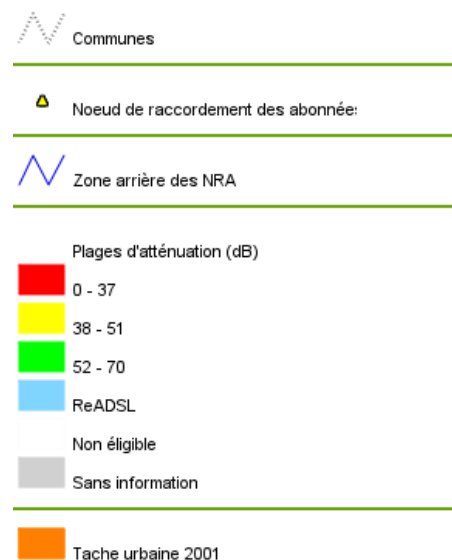 Communes
Noeud de raccordement des abonnée:
Zone arrière des NRA
Plages d'atténuation (dB)
0 - 37
38 - 51
52 - 70
ReADSL
Non éligible
Sans information
Tache urbaine 2001